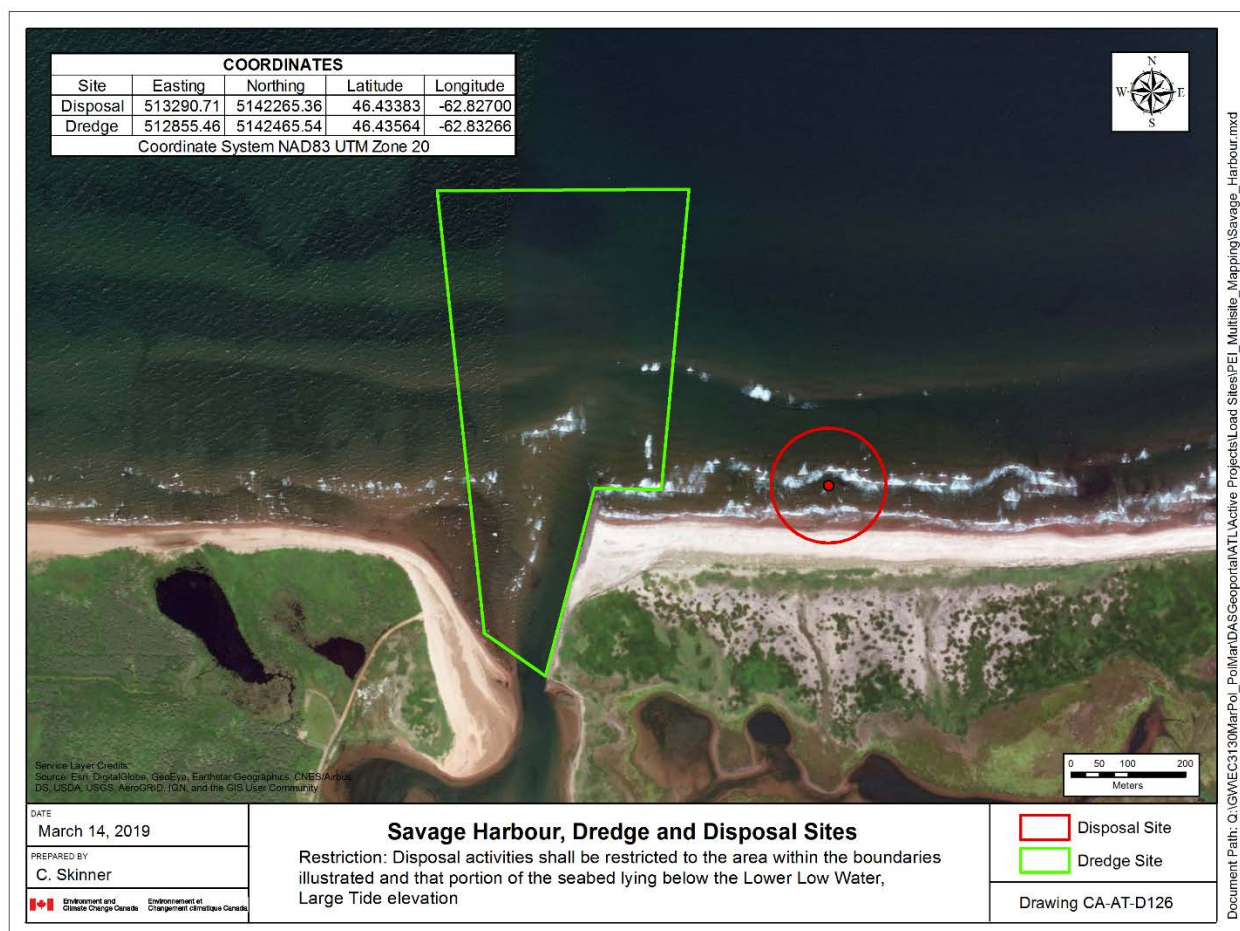 COORDINATES
Site Easting Northing Latitude Longitude
Disposal 513290.71 5142265.36 46.43383 -62.82700
Dredge 512855.46 5142465.54 46.43564 -62.83266
Coordinate System NAD83 UTM Zone 20
N
W E
S
Service Layer Credits:
Source: Esri, DigitalGlobe, GeoEye, Earthstar Geographics, CNES/Airbus
DS, USDA, USGS, AeroGRID, IGN, and the GIS User Community
0 50 100 200
Meters
DATE
March 14, 2019
PREPARED BY
C. Skinner
Environment and
Climate Change Canada
Environnement et
Changement climatique Canada
Savage Harbour, Dredge and Disposal Sites
Restriction: Disposal activities shall be restricted to the area within the boundaries
illustrated and that portion of the seabed lying below the Lower Low Water,
Large Tide elevation
Disposal Site
Dredge Site
Drawing CA-AT-D126
Document Path: Q:\GW\EC3130MarPol_PolMar\DASGeoportal\ATL\Active Projects\Load Sites\PEI_Multisite_Mapping\Savage_Harbour.mxd